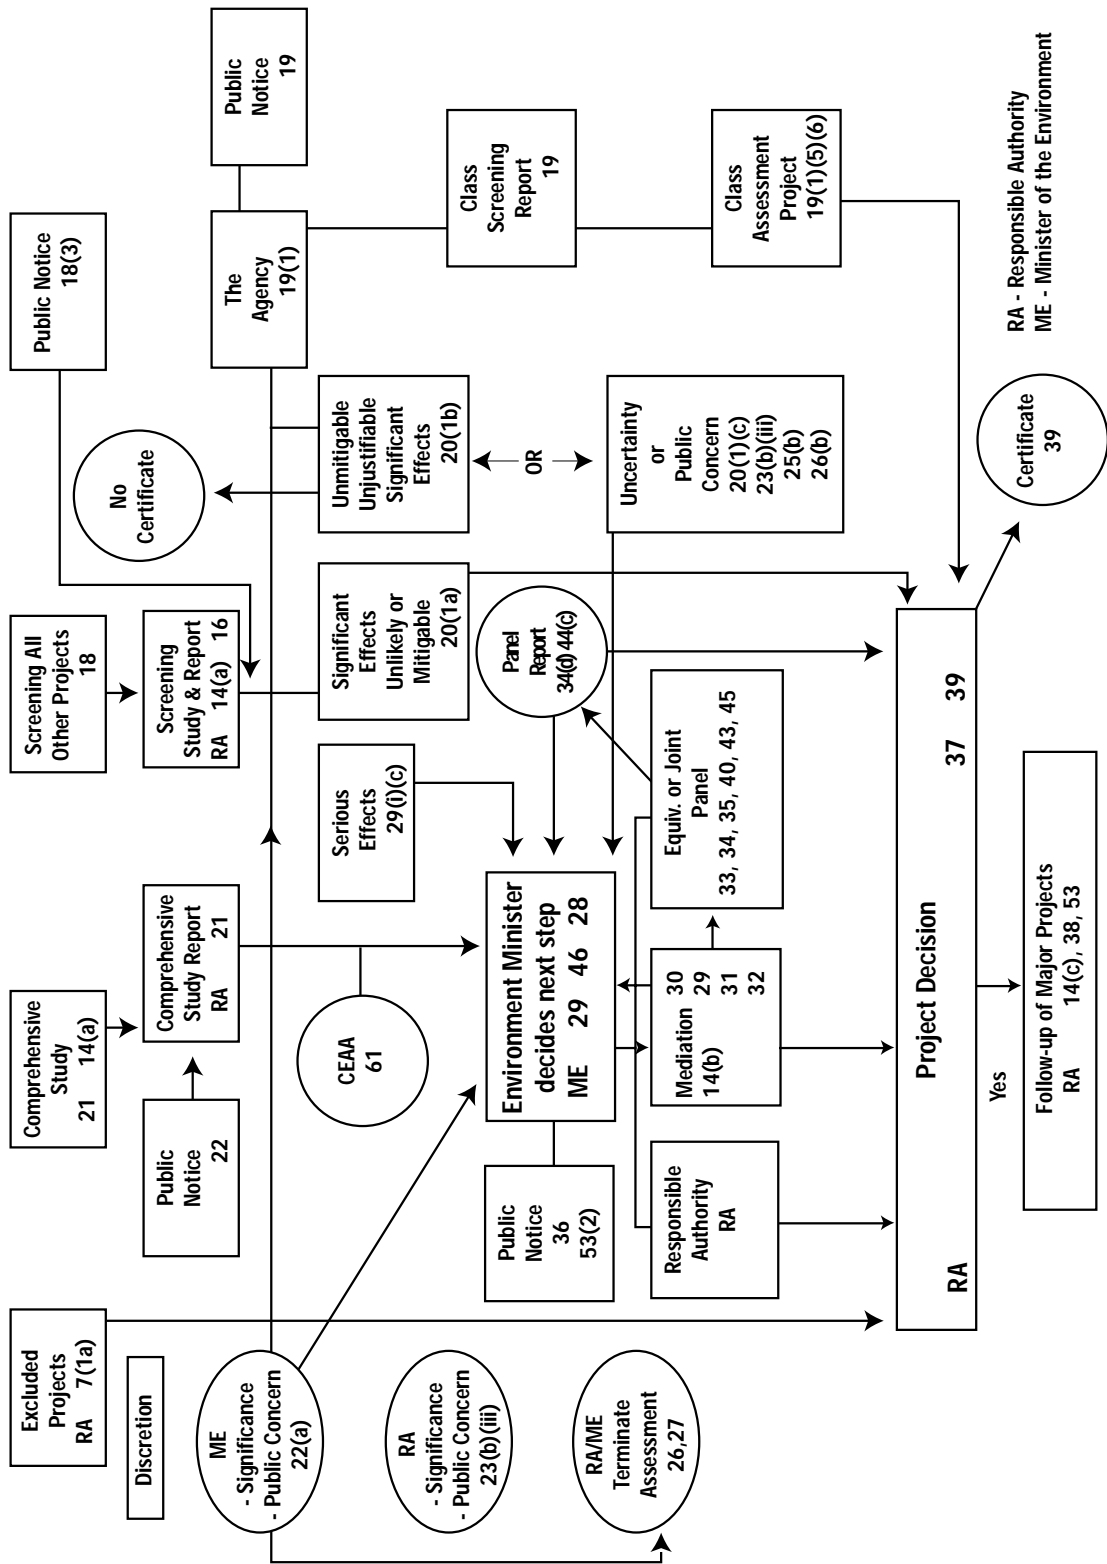 Excluded
Projects
RA 7(1a)
Comprehensive
Study
21 14(a)
Screening All
Other Projects
18
Public Notice
18(3)
Discretion
Public
Notice
22
Comprehensive
Study Report
RA 21
Screening
Study & Report
RA 14(a) 16
No
Certificate
The
Agency
19(1)
Public
Notice
19
ME
- Significance
- Public Concern
22(a)
CEAA
61
Serious
Effects
29(i)(c)
Significant
Effects
Unlikely or
Mitigable
20(1a)
Unmitigable
Unjustifiable
Significant
Effects
20(1b)
OR
Class
Screening
Report
19
RA
- Significance
- Public Concern
23(b)(iii)
Public
Notice
36
53(2)
Environment Minister
decides next step
ME 29 46 28
Panel
Report
34(d) 44(c)
Uncertainty
or
Public
Concern
20(1)(c)
23(b)(iii)
25(b)
26(b)
Class
Assessment
Project
19(1)(5)(6)
RA/ME
Terminate
Assessment
26,27
Responsible
Authority
RA
Mediation 30
14(b) 29
31
32
Equiv. or Joint
Panel
33, 34, 35, 40, 43, 45
Project Decision
RA 37 39
Certificate
39
Yes
Follow-up of Major Projects
RA 14(c), 38, 53
RA - Responsible Authority
ME - Minister of the Environment